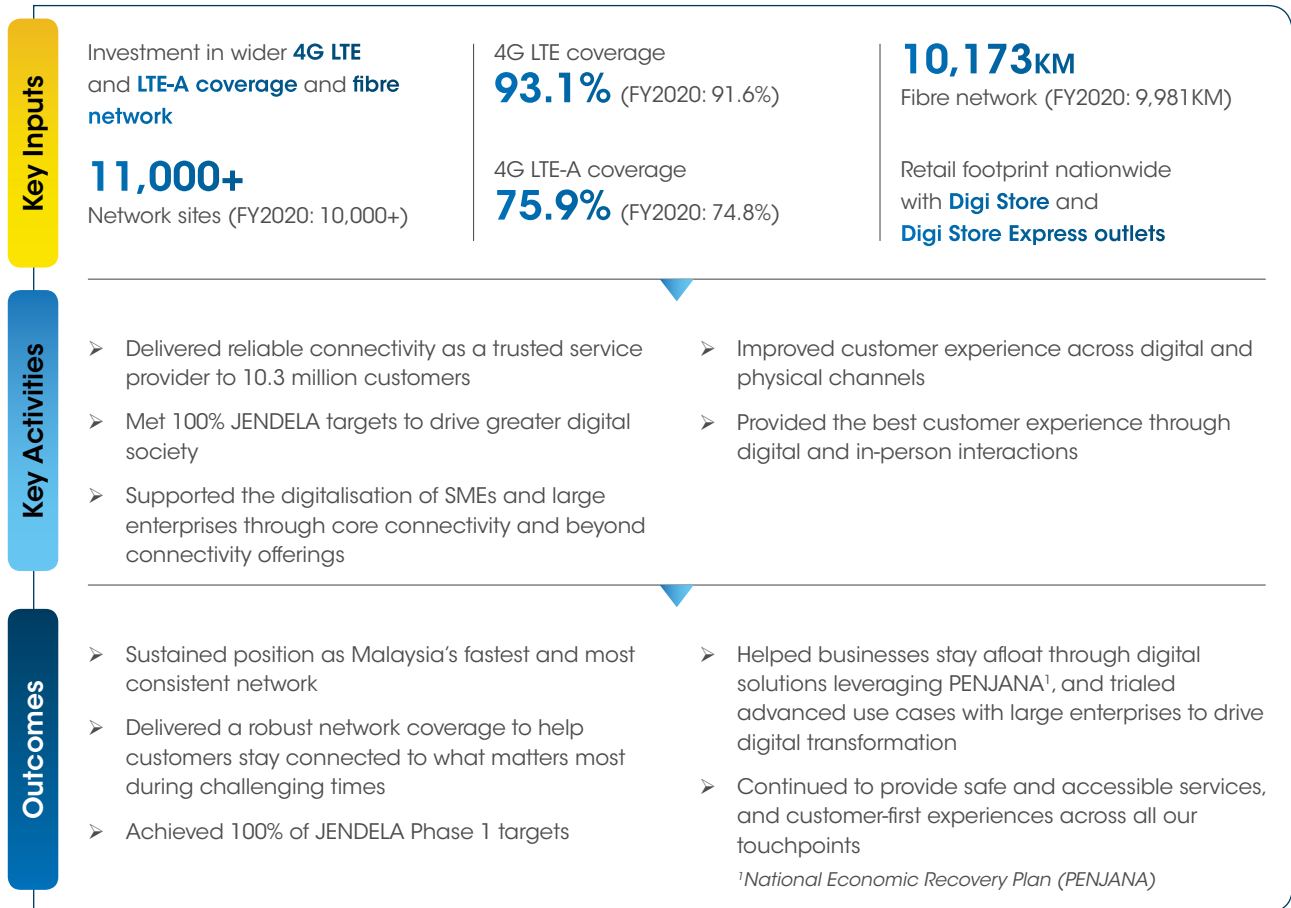 Key Inputs
Investment in wider 4G LTE
and LTE-A coverage and fibre
network
11,000+
Network sites (FY2020: 10,000+)
4G LTE coverage
93.1% (FY2020: 91.6%)
4G LTE-A coverage
75.9% (FY2020: 74.8%)
10,173KM
Fibre network (FY2020: 9,981KM)
Retail footprint nationwide
with Digi Store and
Digi Store Express outlets
Key Activities
➢ Delivered reliable connectivity as a trusted service
provider to 10.3 million customers
➢ Met 100% JENDELA targets to drive greater digital
society
➢ Supported the digitalisation of SMEs and large
enterprises through core connectivity and beyond
connectivity offerings
➢ Improved customer experience across digital and
physical channels
➢ Provided the best customer experience through
digital and in-person interactions
Outcomes
➢ Sustained position as Malaysia's fastest and most
consistent network
➢ Delivered a robust network coverage to help
customers stay connected to what matters most
during challenging times
➢ Achieved 100% of JENDELA Phase 1 targets
➢ Helped businesses stay afloat through digital
solutions leveraging PENJANA¹, and trialed
advanced use cases with large enterprises to drive
digital transformation
➢ Continued to provide safe and accessible services,
and customer-first experiences across all our
touchpoints
¹National Economic Recovery Plan (PENJANA)